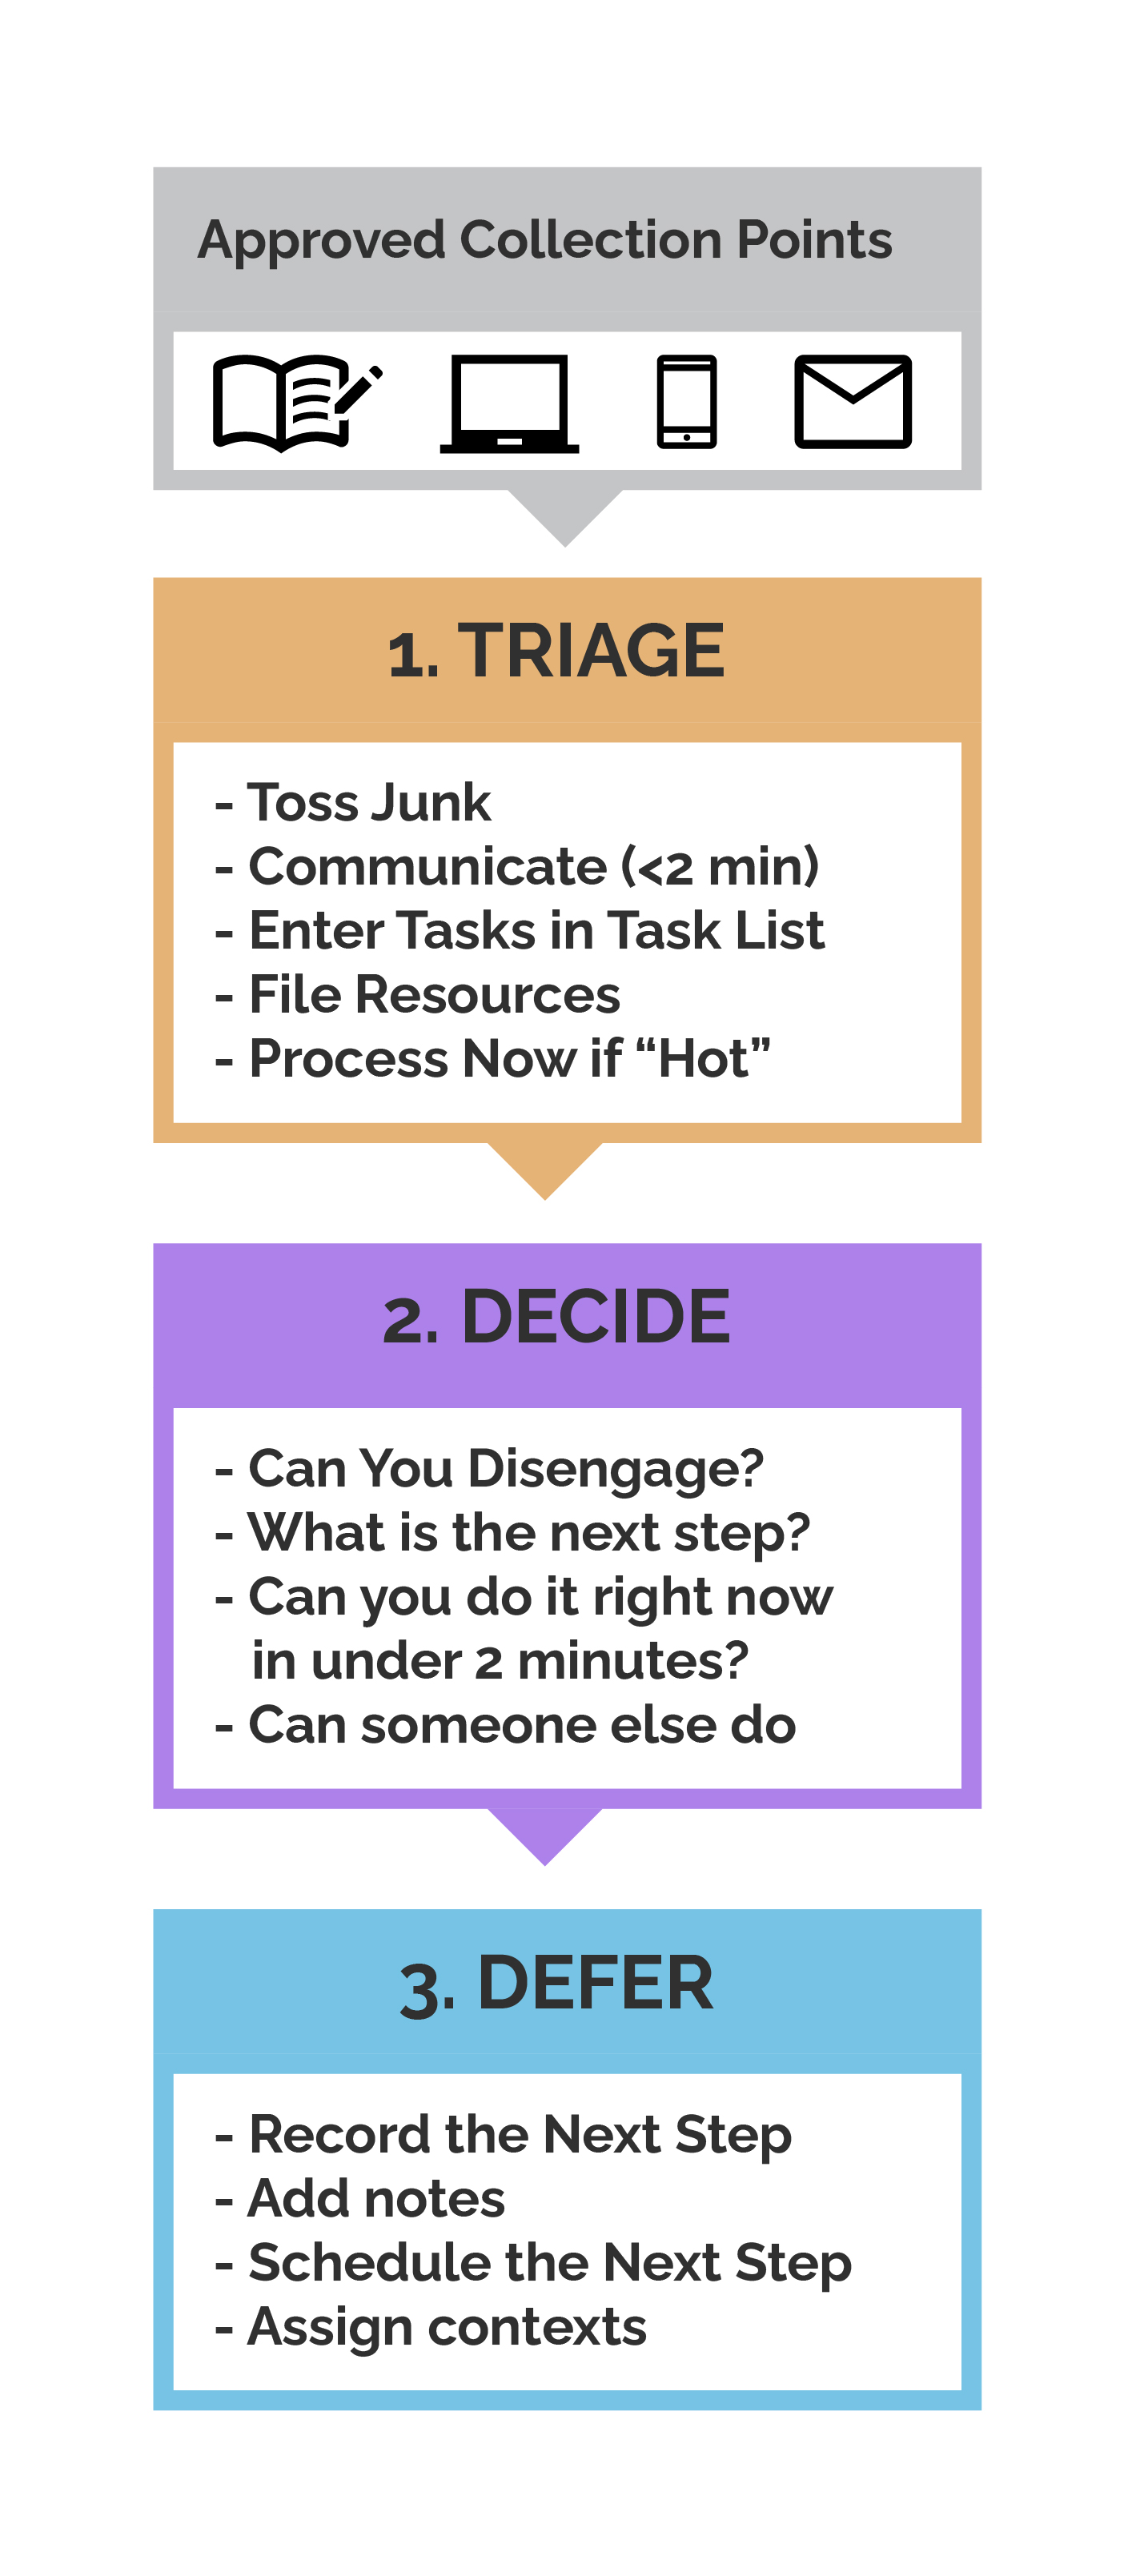 Approved Collection Points
1. TRIAGE
- Toss Junk
- Communicate (<2 min)
- Enter Tasks in Task List
- File Resources
- Process Now if “Hot”
2. DECIDE
- Can You Disengage?
- What is the next step?
- Can you do it right now
in under 2 minutes?
- Can someone else do
3. DEFER
- Record the Next Step
- Add notes
- Schedule the Next Step
- Assign contexts